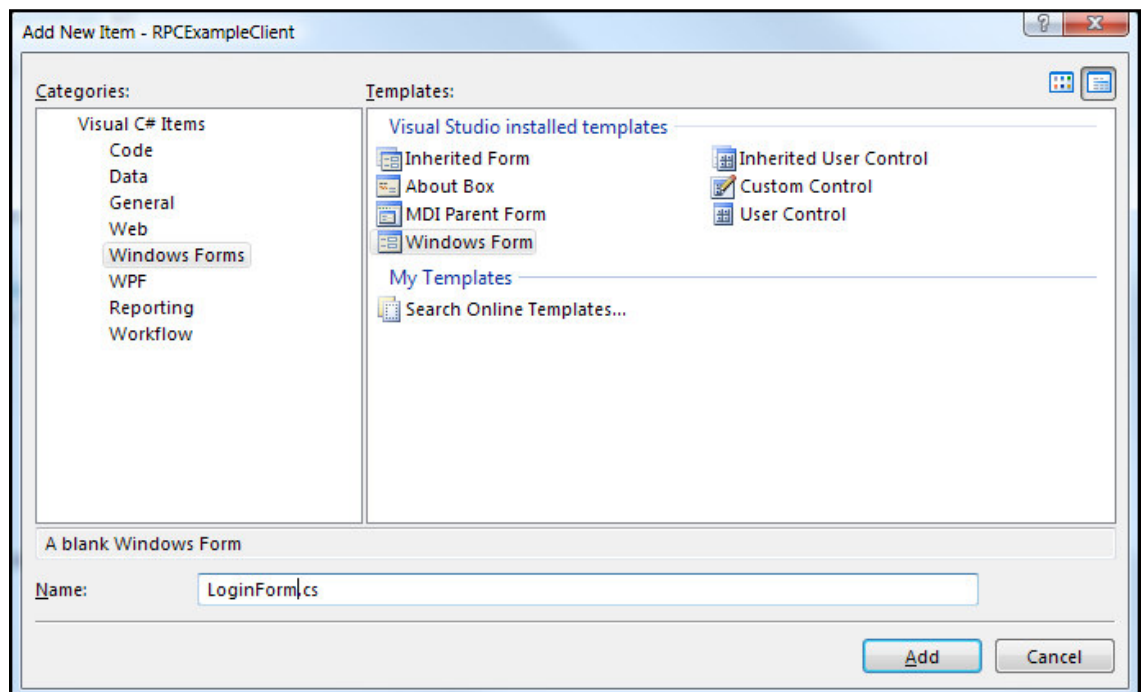 Add New Item - RPCExampleClient
Categories:
Visual C# Items
Code
Data
General
Web
Windows Forms
WPF
Reporting
Workflow
Templates:
Visual Studio installed templates
Inherited Form
About Box
MDI Parent Form
Windows Form
Inherited User Control
Custom Control
User Control
My Templates
Search Online Templates...
A blank Windows Form
Name:
LoginForm.cs
Add
Cancel